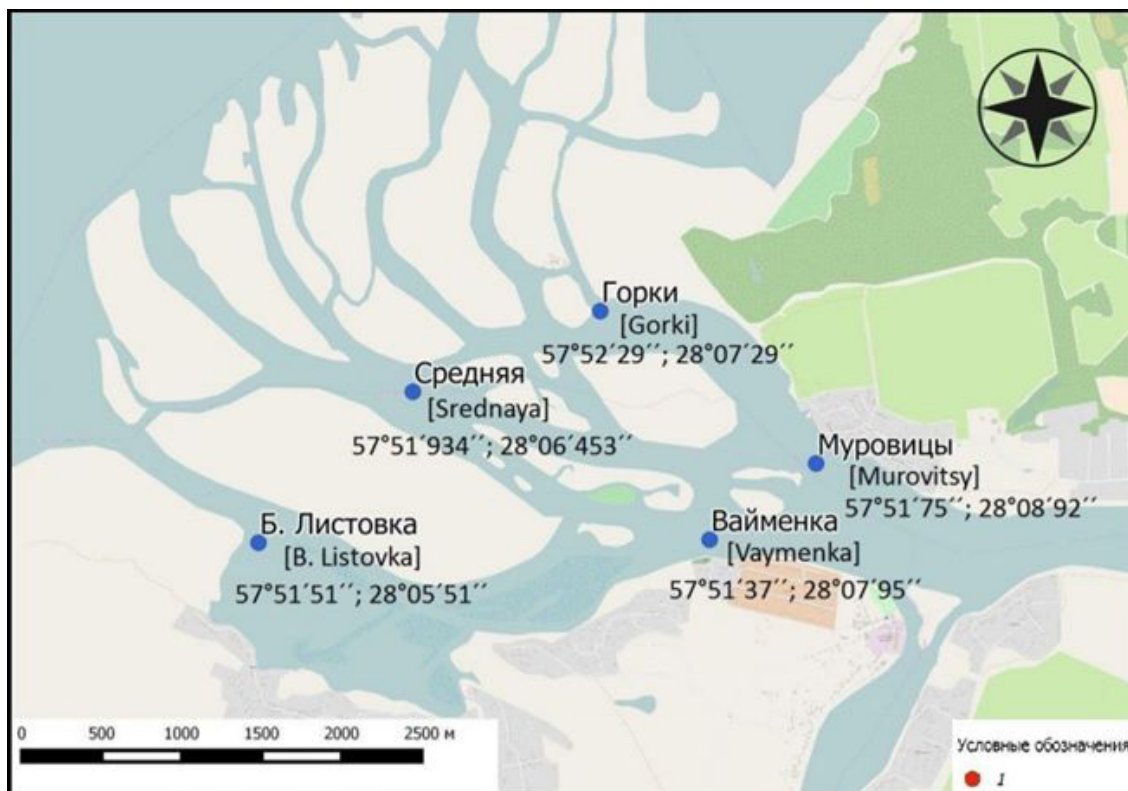 Горки
[Gorki]
57°52´29´´; 28°07´29´´
Средняя
[Srednaya]
57°51´934´´; 28°06´453´´
Муровицы
[Murovitsy]
57°51´75´´; 28°08´92´´
Б. Листовка
[B. Listovka]
57°51´51´´; 28°05´51´´
Вайменка
[Vaymenka]
57°51´37´´; 28°07´95´´
0 500 1000 1500 2000 2500 м
Условные обозначения
1